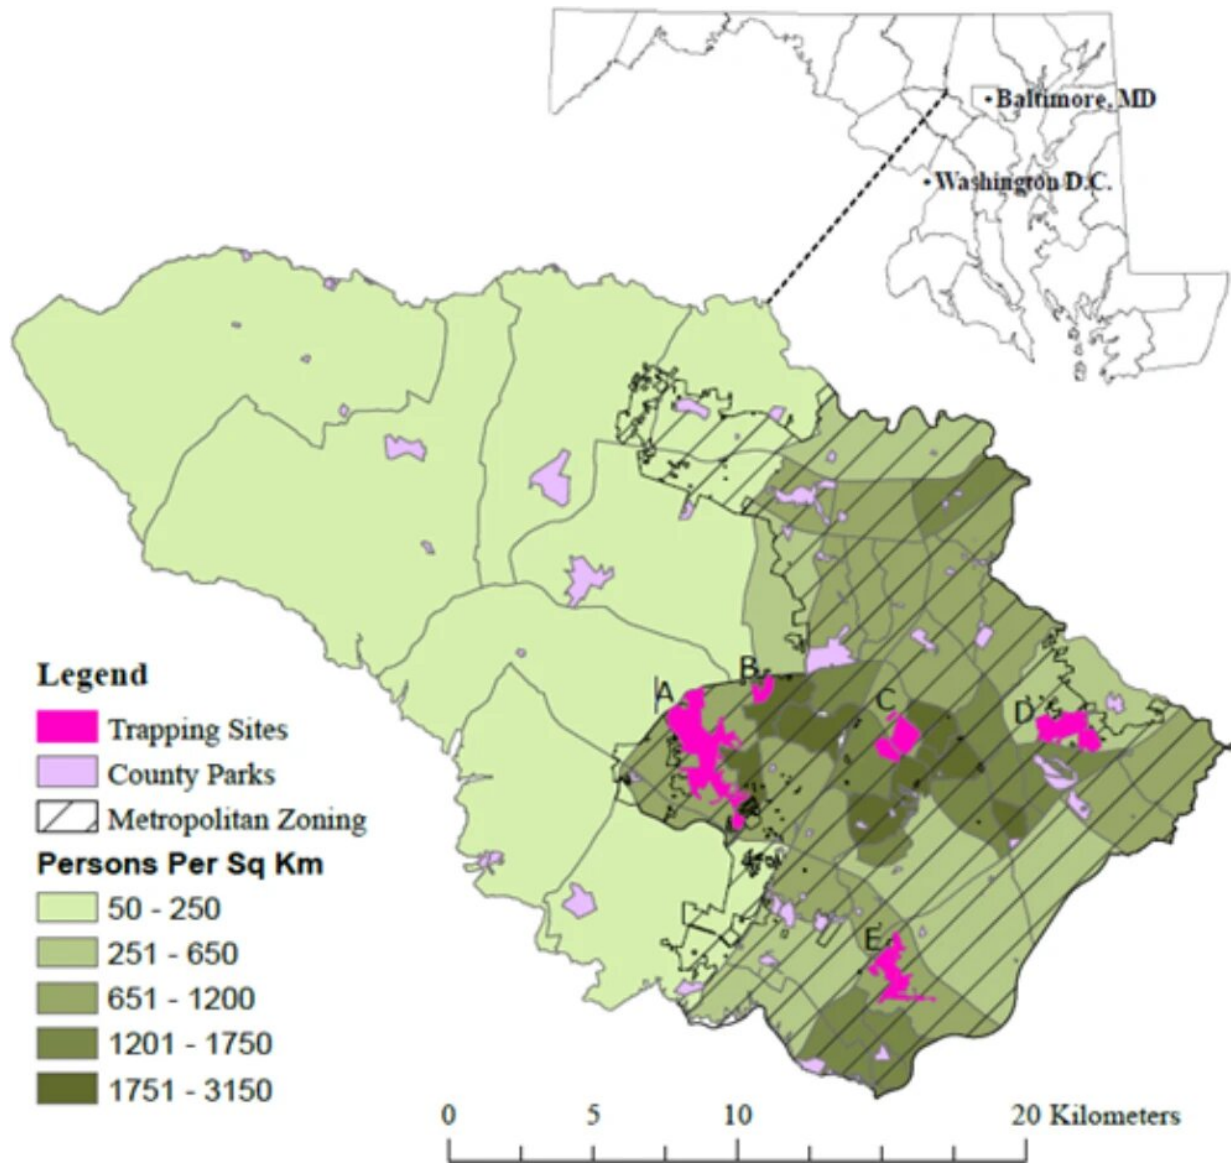 Baltimore, MD
Washington D.C.
A
B
C
D
E
Legend
Trapping Sites
County Parks
Metropolitan Zoning
Persons Per Sq Km
50 - 250
251 - 650
651 - 1200
1201 - 1750
1751 - 3150
0 5 10 20 Kilometers